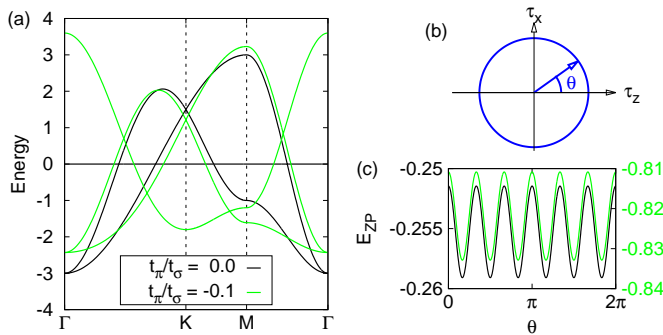 (a)
4
3
2
1
0
-1
-2
-3
-4
Energy
t_π/t_σ = 0.0
t_π/t_σ = -0.1
Γ K M Γ
(b)
τ_x
θ
τ_z
(c)
-0.25
-0.255
-0.26
E_ZP
-0.81
-0.82
-0.83
-0.84
0 π 2π
θ